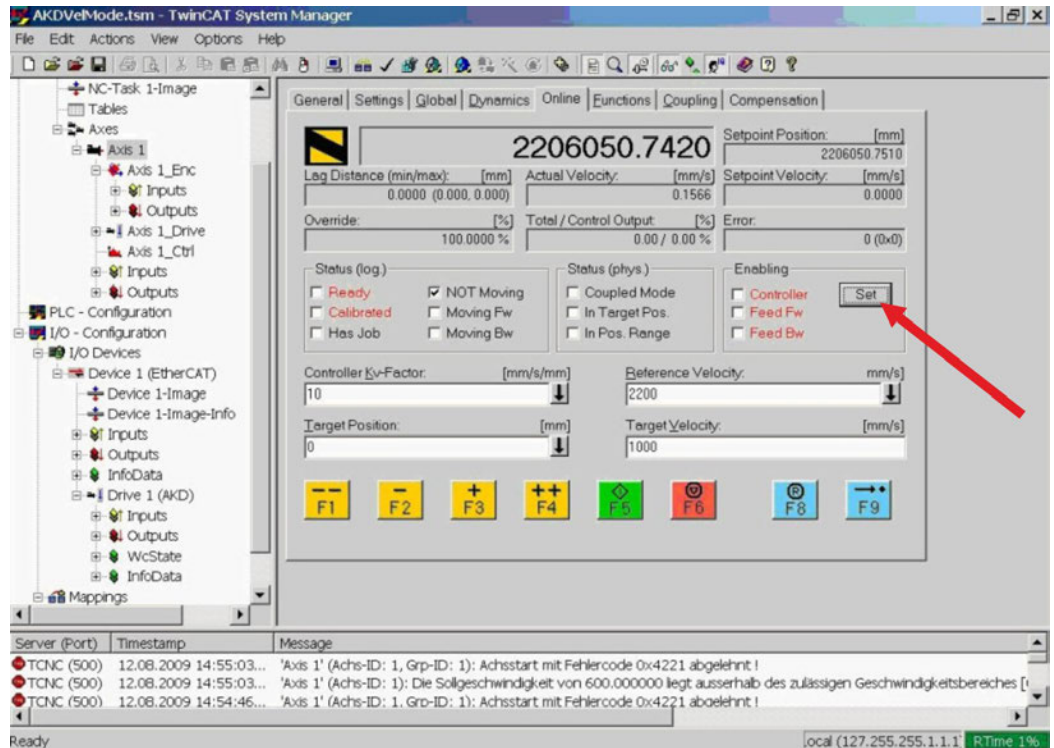 AKDVelMode.tsm - TwinCAT System Manager
File Edit Actions View Options Help
NC-Task 1-Image
Tables
Axes
Axis 1
Axis 1_Enc
Inputs
Outputs
Axis 1_Drive
Axis 1_Ctrl
Inputs
Outputs
PLC - Configuration
I/O - Configuration
I/O Devices
Device 1 (EtherCAT)
Device 1-Image
Device 1-Image-Info
Inputs
Outputs
InfoData
Drive 1 (AKD)
Inputs
Outputs
WcState
InfoData
Mappings
General Settings Global Dynamics Online Functions Coupling Compensation
2206050.7420
Setpoint Position: [mm]
2206050.7510
Lag Distance (min/max): [mm] Actual Velocity: [mm/s] Setpoint Velocity: [mm/s]
0.0000 (0.000, 0.000) 0.1566 0.0000
Override: [%] Total / Control Output: [%] Error:
100.0000 % 0.00 / 0.00 % 0 (0x0)
Status (log.) Status (phys.) Enabling
Ready NOT Moving Coupled Mode Controller Set
Calibrated Moving Fw In Target Pos. Feed Fw
Has Job Moving Bw In Pos. Range Feed Bw
Controller Kv-Factor: [mm/s/mm] Reference Velocity: mm/s]
10 2200
Target Position: [mm] Target Velocity: [mm/s]
0 1000
-- - + ++ R
F1 F2 F3 F4 F5 F6 F8 F9
Server (Port) Timestamp Message
TCNC (500) 12.08.2009 14:55:03... 'Axis 1' (Achs-ID: 1, Grp-ID: 1): Achsstart mit Fehlercode 0x4221 abgelehnt !
TCNC (500) 12.08.2009 14:55:03... 'Axis 1' (Achs-ID: 1): Die Sollgeschwindigkeit von 600.000000 liegt ausserhalb des zulässigen Geschwindigkeitsbereiches [
TCNC (500) 12.08.2009 14:54:46... 'Axis 1' (Achs-ID: 1, Grp-ID: 1): Achsstart mit Fehlercode 0x4221 abgelehnt !
Ready ocal (127.255.255.1.1.1 RTime 1%